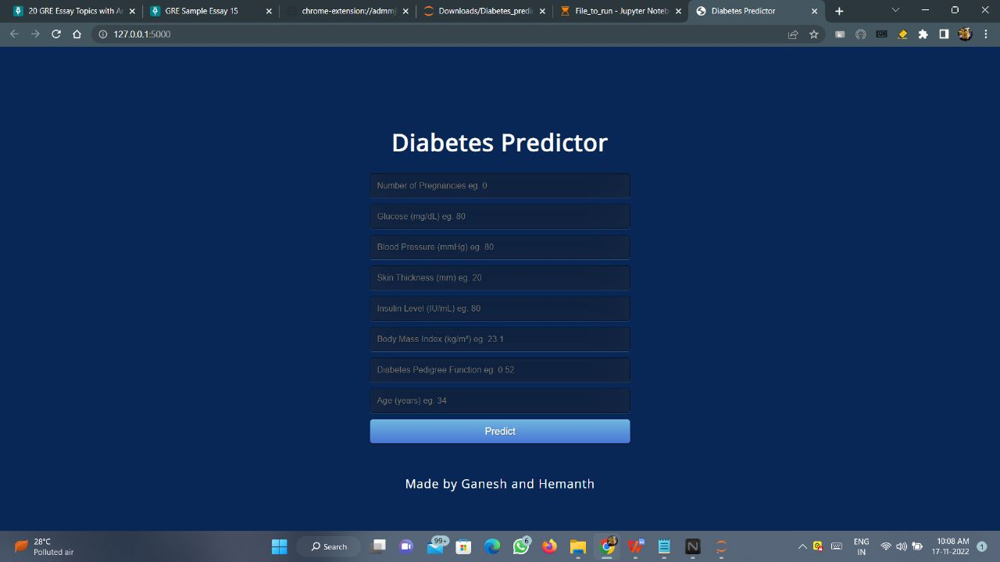 20 GRE Essay Topics with A
GRE Sample Essay 15
chrome-extension://admmj
Downloads/Diabetes_predic
File_to_run - Jupyter Noteb
Diabetes Predictor
127.0.0.1:5000
Diabetes Predictor
Number of Pregnancies eg. 0
Glucose (mg/dL) eg. 80
Blood Pressure (mmHg) eg. 80
Skin Thickness (mm) eg. 20
Insulin Level (IU/mL) eg. 80
Body Mass Index (kg/m²) eg. 23.1
Diabetes Pedigree Function eg. 0.52
Age (years) eg. 34
Predict
Made by Ganesh and Hemanth
28°C
Polluted air
Search
99+
6
ENG
IN
10:08 AM
17-11-2022
1